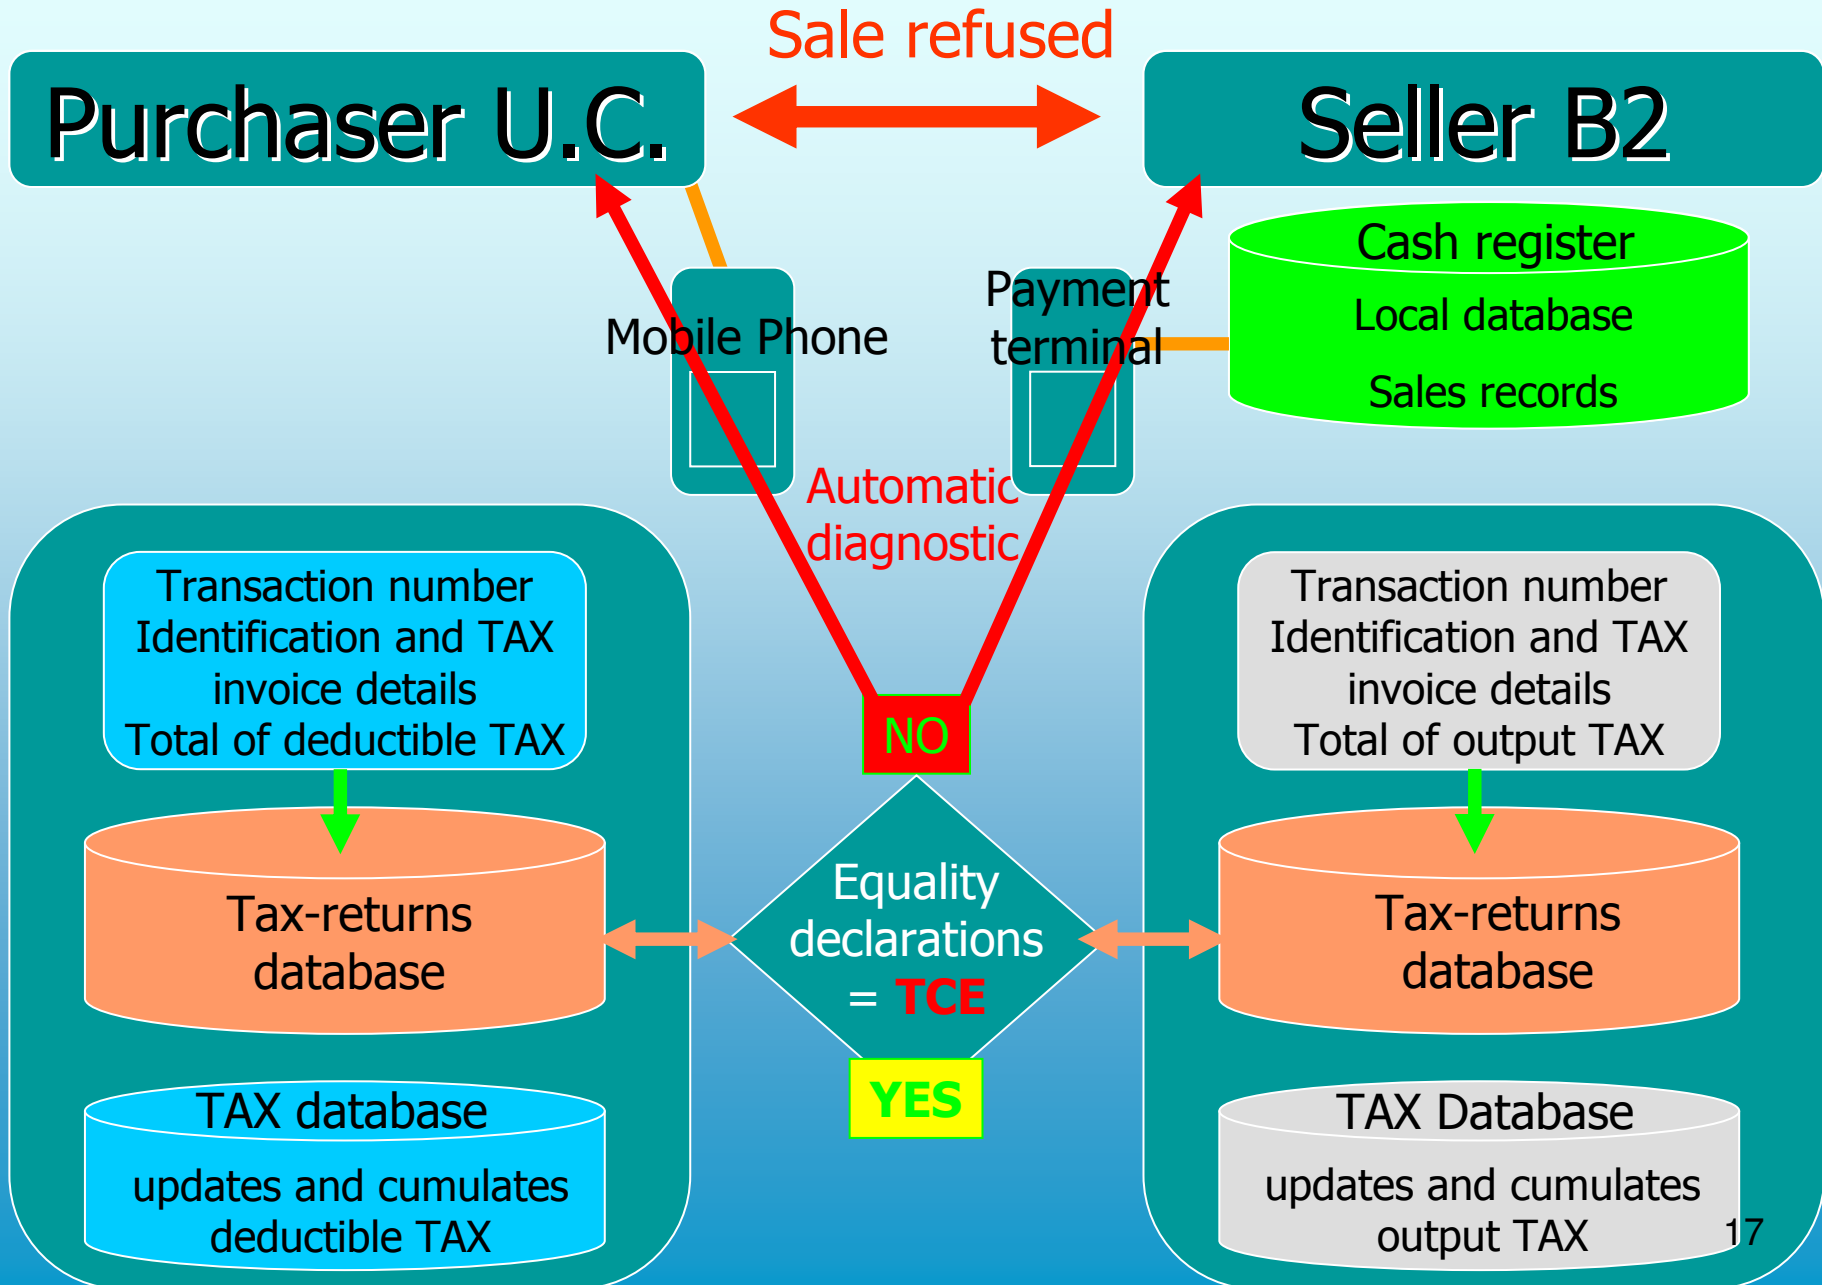 Sale refused
Purchaser U.C.
Seller B2
Cash register
Local database
Sales records
Payment
terminal
Mobile Phone
Automatic
diagnostic
Transaction number
Identification and TAX
invoice details
Total of deductible TAX
Transaction number
Identification and TAX
invoice details
Total of output TAX
NO
Equality
declarations
= TCE
YES
Tax-returns
database
Tax-returns
database
TAX database
updates and cumulates
deductible TAX
TAX Database
updates and cumulates
output TAX
17